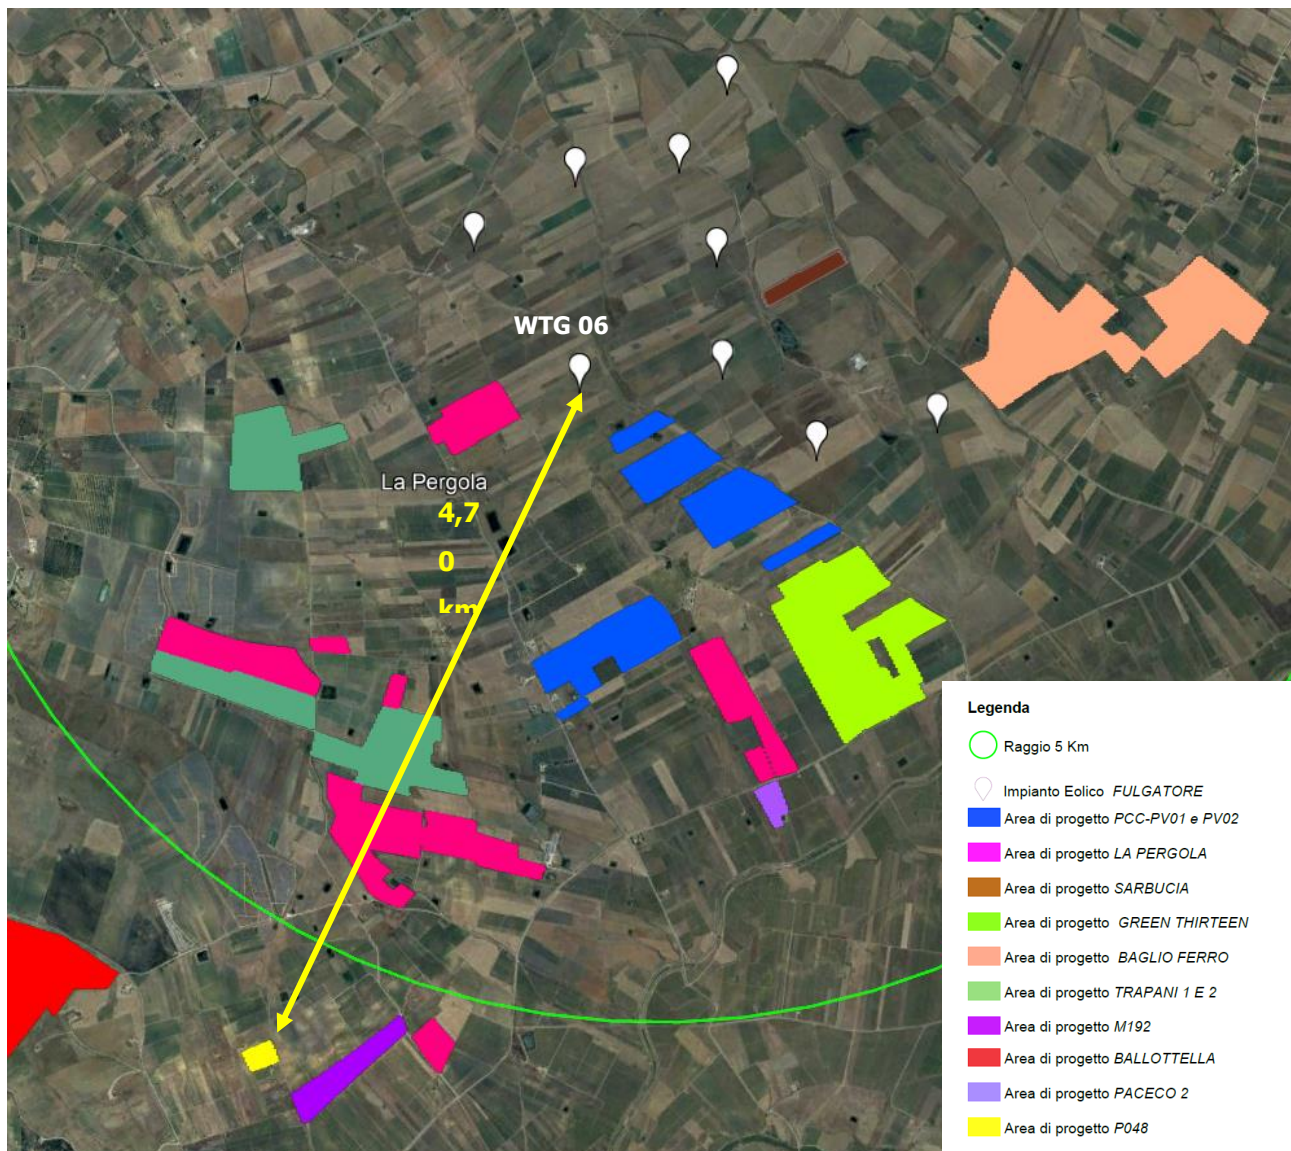 WTG 06
La Pergola
4,7
0
km
Legenda
Raggio 5 Km
Impianto Eolico FULGATORE
Area di progetto PCC-PV01 e PV02
Area di progetto LA PERGOLA
Area di progetto SARBUCIA
Area di progetto GREEN THIRTEEN
Area di progetto BAGLIO FERRO
Area di progetto TRAPANI 1 E 2
Area di progetto M192
Area di progetto BALLOTTELLA
Area di progetto PACECO 2
Area di progetto P048